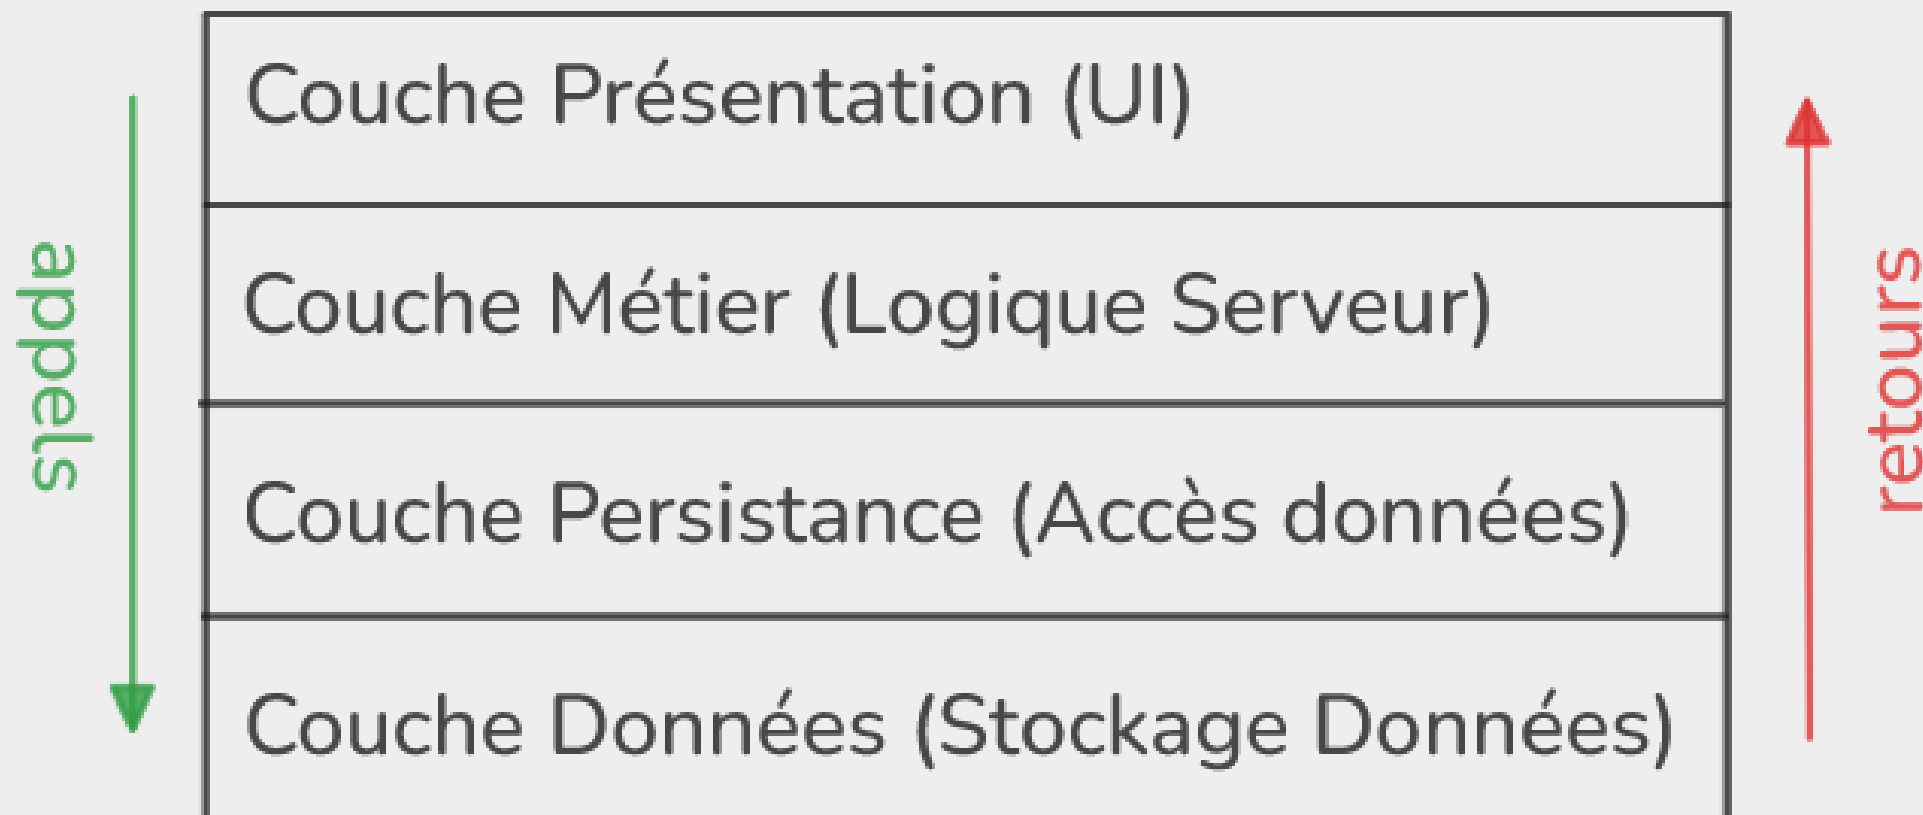 Couche Présentation (UI)
Couche Métier (Logique Serveur)
Couche Persistance (Accès données)
Couche Données (Stockage Données)
appels
retours